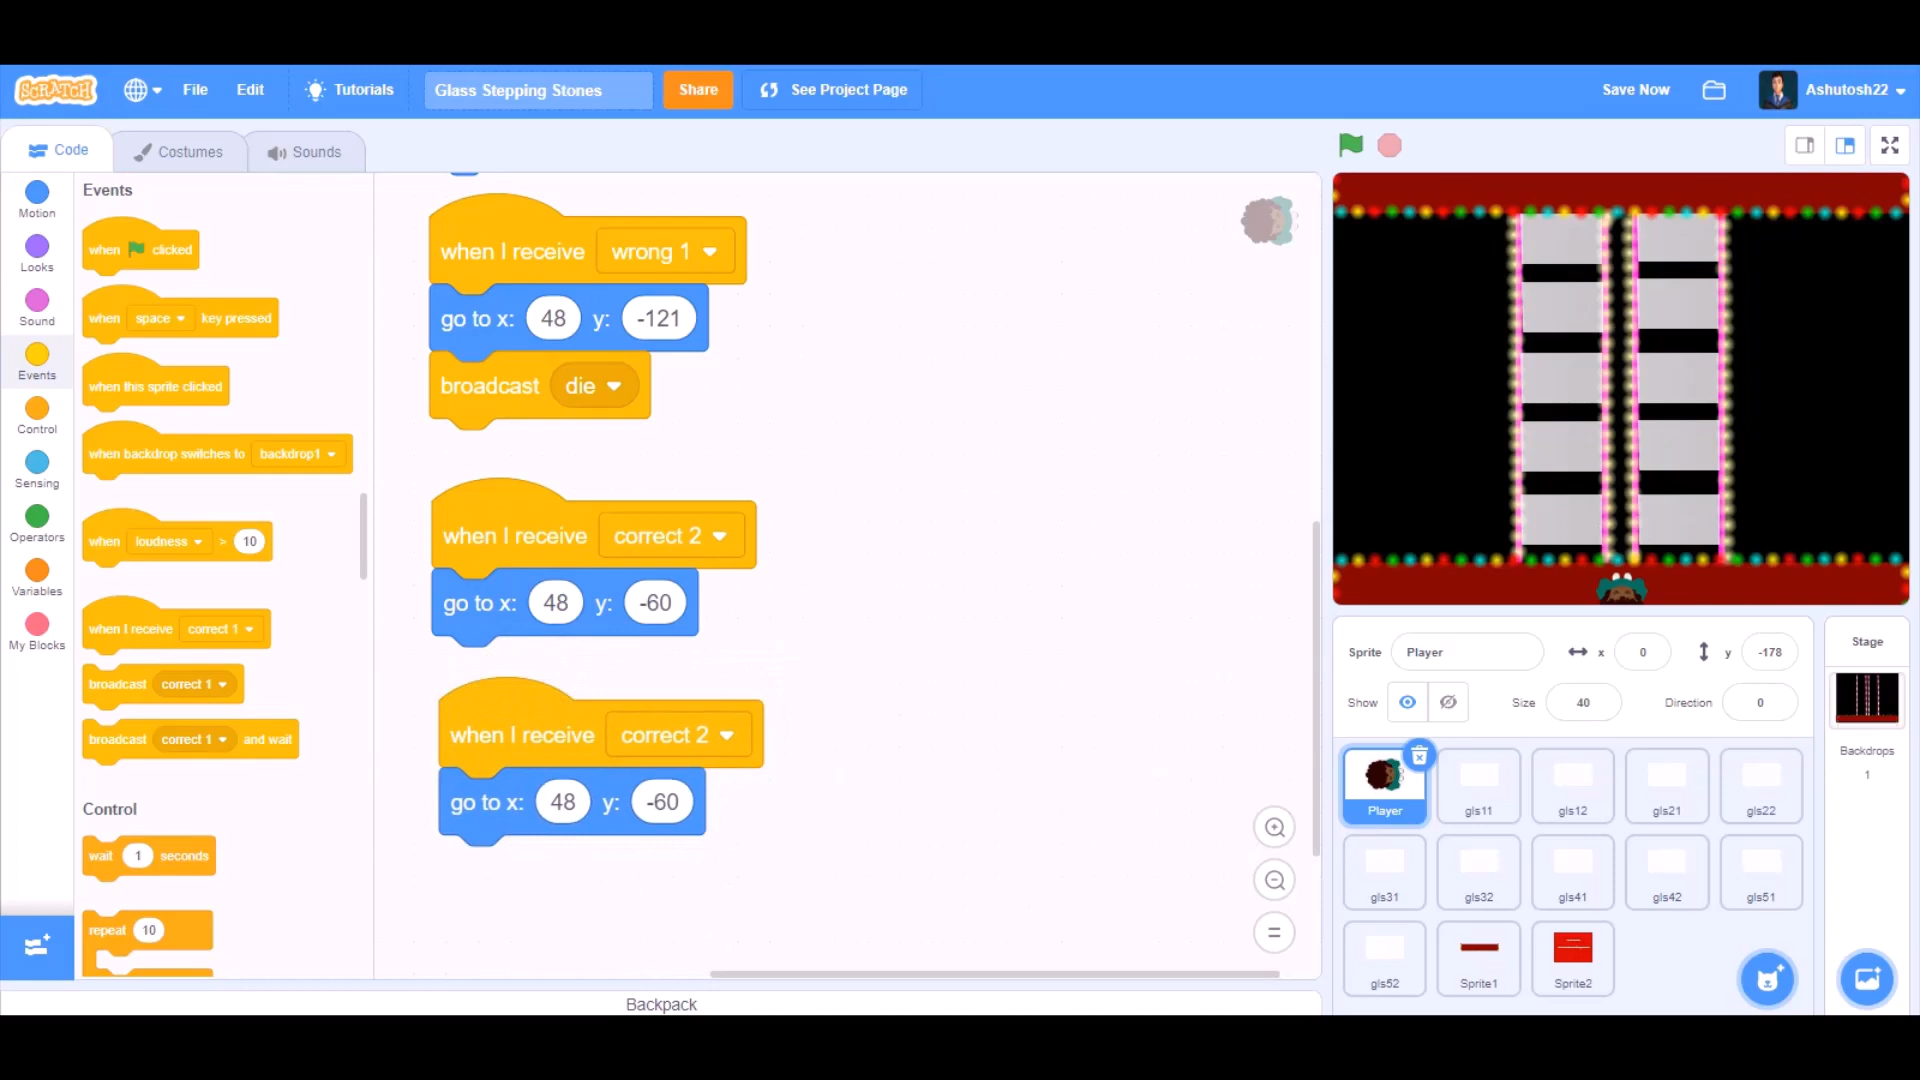 SCRATCH
File
Edit
Tutorials
Glass Stepping Stones
Share
See Project Page
Save Now
Ashutosh22
Code
Costumes
Sounds
Motion
Looks
Sound
Events
Control
Sensing
Operators
Variables
My Blocks
Events
when clicked
when space key pressed
when this sprite clicked
when backdrop switches to backdrop1
when loudness > 10
when I receive correct 1
broadcast correct 1
broadcast correct 1 and wait
Control
wait 1 seconds
repeat 10
when I receive wrong 1
go to x: 48 y: -121
broadcast die
when I receive correct 2
go to x: 48 y: -60
when I receive correct 2
go to x: 48 y: -60
Backpack
Sprite Player x 0 y -178
Show Size 40 Direction 0
Player gls11 gls12 gls21 gls22
gls31 gls32 gls41 gls42 gls51
gls52 Sprite1 Sprite2
Stage
Backdrops
1